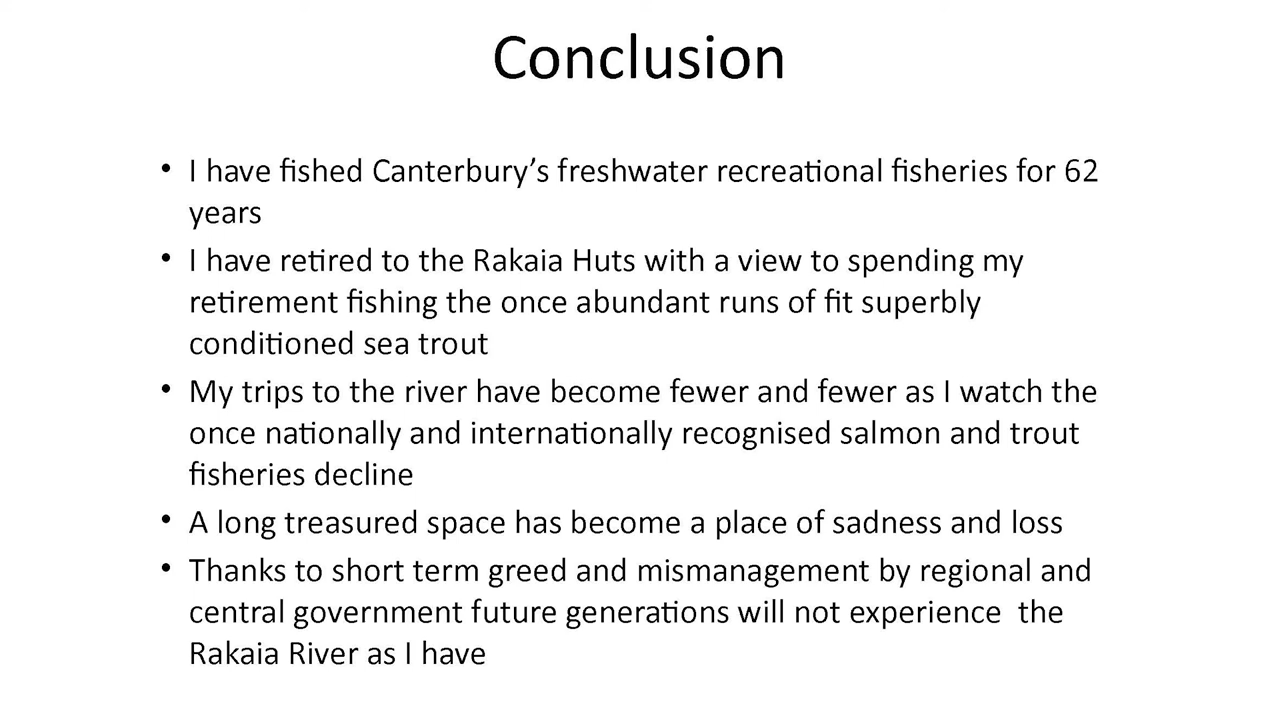 Conclusion
• I have fished Canterbury’s freshwater recreational fisheries for 62
years
• I have retired to the Rakaia Huts with a view to spending my
retirement fishing the once abundant runs of fit superbly
conditioned sea trout
• My trips to the river have become fewer and fewer as I watch the
once nationally and internationally recognised salmon and trout
fisheries decline
• A long treasured space has become a place of sadness and loss
• Thanks to short term greed and mismanagement by regional and
central government future generations will not experience  the
Rakaia River as I have